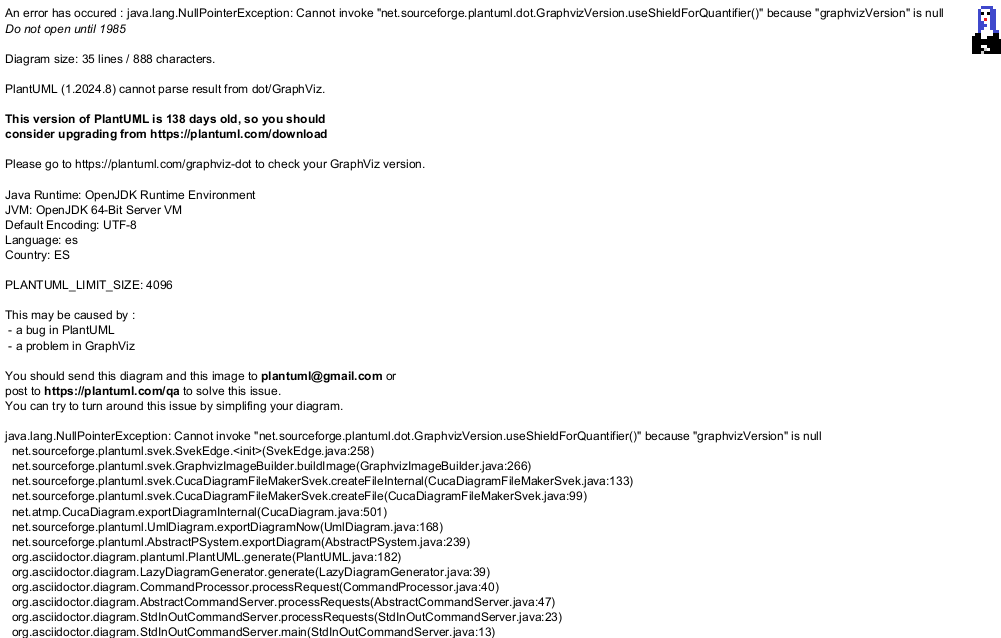 An error has occured : java.lang.NullPointerException: Cannot invoke "net.sourceforge.plantuml.dot.GraphvizVersion.useShieldForQuantifier()" because "graphvizVersion" is null
Do not open until 1985
Diagram size: 35 lines / 888 characters.
PlantUML (1.2024.8) cannot parse result from dot/GraphViz.
This version of PlantUML is 138 days old, so you should
consider upgrading from https://plantuml.com/download
Please go to https://plantuml.com/graphviz-dot to check your GraphViz version.
Java Runtime: OpenJDK Runtime Environment
JVM: OpenJDK 64-Bit Server VM
Default Encoding: UTF-8
Language: es
Country: ES
PLANTUML_LIMIT_SIZE: 4096
This may be caused by :
- a bug in PlantUML
- a problem in GraphViz
You should send this diagram and this image to plantuml@gmail.com or
post to https://plantuml.com/qa to solve this issue.
You can try to turn around this issue by simplifing your diagram.
java.lang.NullPointerException: Cannot invoke "net.sourceforge.plantuml.dot.GraphvizVersion.useShieldForQuantifier()" because "graphvizVersion" is null
net.sourceforge.plantuml.svek.SvekEdge.<init>(SvekEdge.java:258)
net.sourceforge.plantuml.svek.GraphvizImageBuilder.buildImage(GraphvizImageBuilder.java:266)
net.sourceforge.plantuml.svek.CucaDiagramFileMakerSvek.createFileInternal(CucaDiagramFileMakerSvek.java:133)
net.sourceforge.plantuml.svek.CucaDiagramFileMakerSvek.createFile(CucaDiagramFileMakerSvek.java:99)
net.atmp.CucaDiagram.exportDiagramInternal(CucaDiagram.java:501)
net.sourceforge.plantuml.UmlDiagram.exportDiagramNow(UmlDiagram.java:168)
net.sourceforge.plantuml.AbstractPSystem.exportDiagram(AbstractPSystem.java:239)
org.asciidoctor.diagram.plantuml.PlantUML.generate(PlantUML.java:182)
org.asciidoctor.diagram.LazyDiagramGenerator.generate(LazyDiagramGenerator.java:39)
org.asciidoctor.diagram.CommandProcessor.processRequest(CommandProcessor.java:40)
org.asciidoctor.diagram.AbstractCommandServer.processRequests(AbstractCommandServer.java:47)
org.asciidoctor.diagram.StdInOutCommandServer.processRequests(StdInOutCommandServer.java:23)
org.asciidoctor.diagram.StdInOutCommandServer.main(StdInOutCommandServer.java:13)